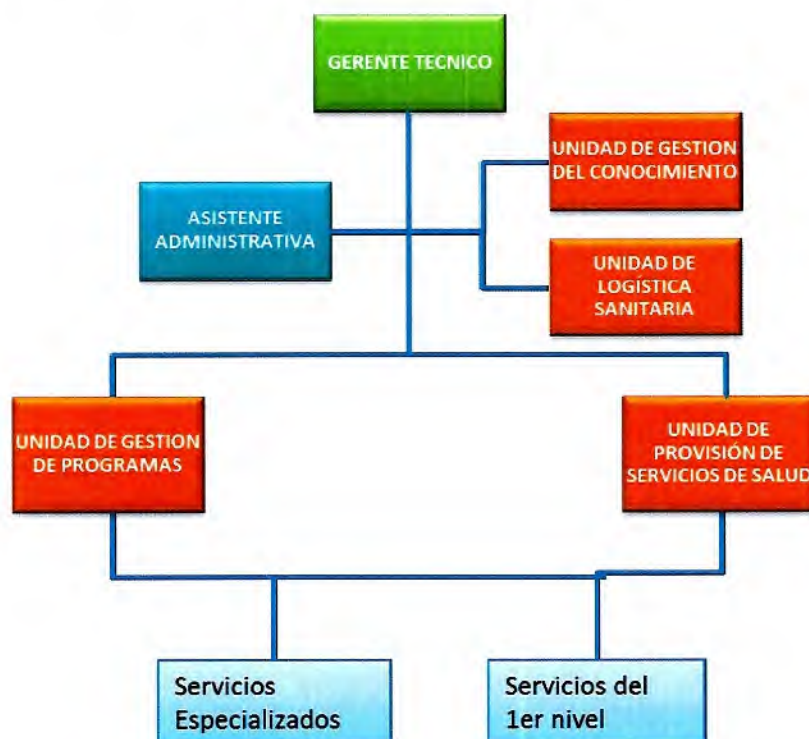 GERENTE TECNICO
UNIDAD DE GESTION
DEL CONOCIMIENTO
ASISTENTE
ADMINISTRATIVA
UNIDAD DE
LOGÍSTICA
SANITARIA
UNIDAD DE GESTION
DE PROGRAMAS
UNIDAD DE
PROVISIÓN DE
SERVICIOS DE SALUD
Servicios
Especializados
Servicios del
1er nivel